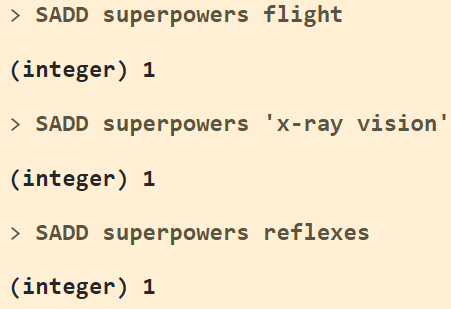 > SADD superpowers flight
(integer) 1
> SADD superpowers 'x-ray vision'
(integer) 1
> SADD superpowers reflexes
(integer) 1